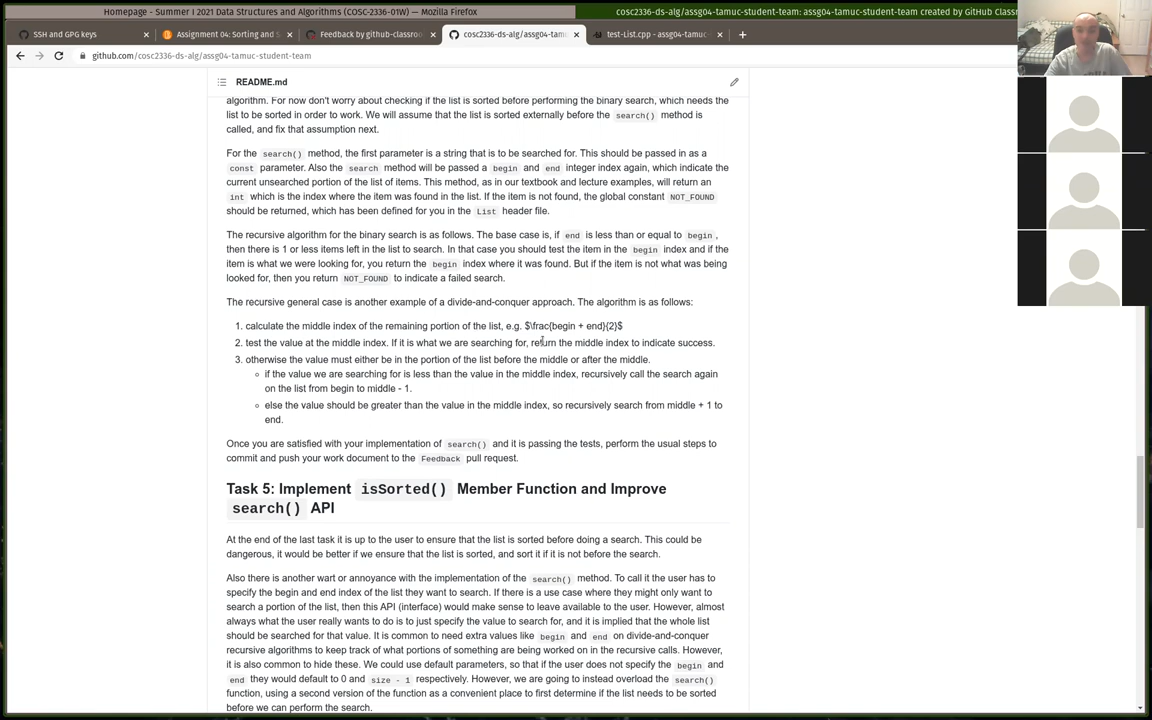 Homepage - Summer I 2021 Data Structures and Algorithms (COSC-2336-01W) — Mozilla Firefox
cosc2336-ds-alg/assg04-tamuc-student-team: assg04-tamuc-student-team created by GitHub Clas
SSH and GPG keys
Assignment 04: Sorting and S
Feedback by github-classroo
cosc2336-ds-alg/assg04-tamu
test-List.cpp - assg04-tamuc
github.com/cosc2336-ds-alg/assg04-tamuc-student-team
README.md
algorithm. For now don't worry about checking if the list is sorted before performing the binary search, which needs the
list to be sorted in order to work. We will assume that the list is sorted externally before the search() method is
called, and fix that assumption next.
For the search() method, the first parameter is a string that is to be searched for. This should be passed in as a
const parameter. Also the search method will be passed a begin and end integer index again, which indicate the
current unsearched portion of the list of items. This method, as in our textbook and lecture examples, will return an
int which is the index where the item was found in the list. If the item is not found, the global constant NOT_FOUND
should be returned, which has been defined for you in the List header file.
The recursive algorithm for the binary search is as follows. The base case is, if end is less than or equal to begin ,
then there is 1 or less items left in the list to search. In that case you should test the item in the begin index and if the
item is what we were looking for, you return the begin index where it was found. But if the item is not what was being
looked for, then you return NOT_FOUND to indicate a failed search.
The recursive general case is another example of a divide-and-conquer approach. The algorithm is as follows:
1. calculate the middle index of the remaining portion of the list, e.g. $\frac{begin + end}{2}$
2. test the value at the middle index. If it is what we are searching for, return the middle index to indicate success.
3. otherwise the value must either be in the portion of the list before the middle or after the middle.
◦ if the value we are searching for is less than the value in the middle index, recursively call the search again
on the list from begin to middle - 1.
◦ else the value should be greater than the value in the middle index, so recursively search from middle + 1 to
end.
Once you are satisfied with your implementation of search() and it is passing the tests, perform the usual steps to
commit and push your work document to the Feedback pull request.
Task 5: Implement isSorted() Member Function and Improve
search() API
At the end of the last task it is up to the user to ensure that the list is sorted before doing a search. This could be
dangerous, it would be better if we ensure that the list is sorted, and sort it if it is not before the search.
Also there is another wart or annoyance with the implementation of the search() method. To call it the user has to
specify the begin and end index of the list they want to search. If there is a use case where they might only want to
search a portion of the list, then this API (interface) would make sense to leave available to the user. However, almost
always what the user really wants to do is to just specify the value to search for, and it is implied that the whole list
should be searched for that value. It is common to need extra values like begin and end on divide-and-conquer
recursive algorithms to keep track of what portions of something are being worked on in the recursive calls. However,
it is also common to hide these. We could use default parameters, so that if the user does not specify the begin and
end they would default to 0 and size - 1 respectively. However, we are going to instead overload the search()
function, using a second version of the function as a convenient place to first determine if the list needs to be sorted
before we can perform the search.